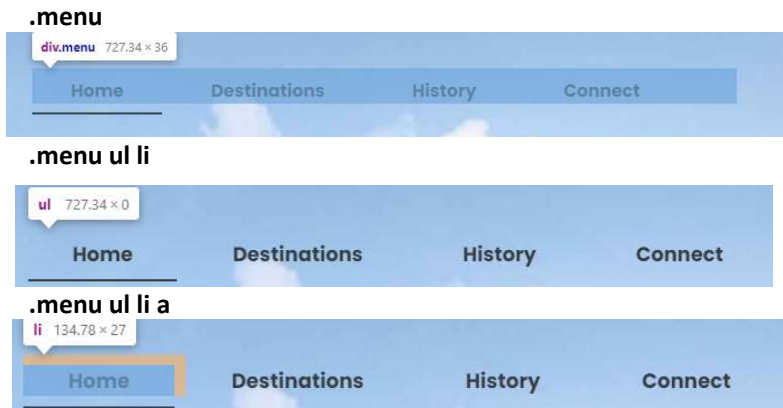 .menu
div.menu 727.34 × 36
Home Destinations History Connect
.menu ul li
ul 727.34 × 0
Home Destinations History Connect
.menu ul li a
li 134.78 × 27
Home Destinations History Connect